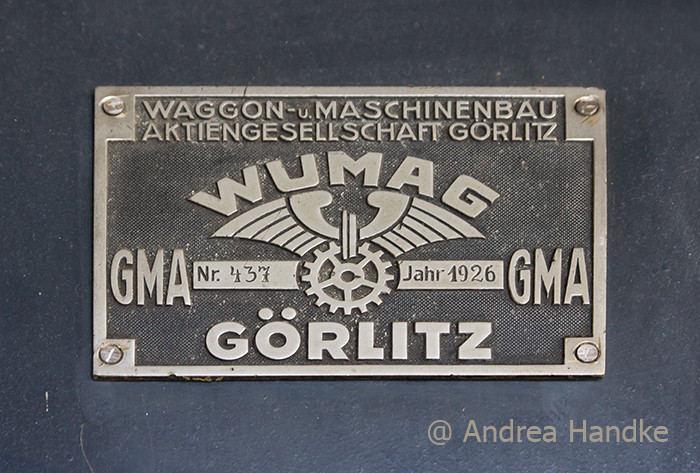 WAGGON- u. MASCHINENBAU
AKTIENGESELLSCHAFT GÖRLITZ
WUMAG
GMA Nr. 437 Jahr 1926 GMA
GÖRLITZ
@ Andrea Handke